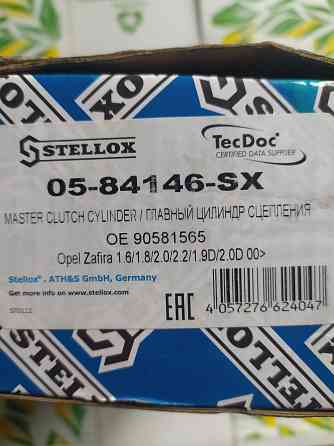 STELLOX
TecDoc
CERTIFIED DATA SUPPLIER
05-84146-SX
MASTER CLUTCH CYLINDER / ГЛАВНЫЙ ЦИЛИНДР СЦЕПЛЕНИЯ
OE 90581565
Opel Zafira 1.6/1.8/2.0/2.2/1.9D/2.0D 00>
Stellox®, ATH&S GmbH, Germany
Get more info on www.stellox.com
EAC
4 057276 624047